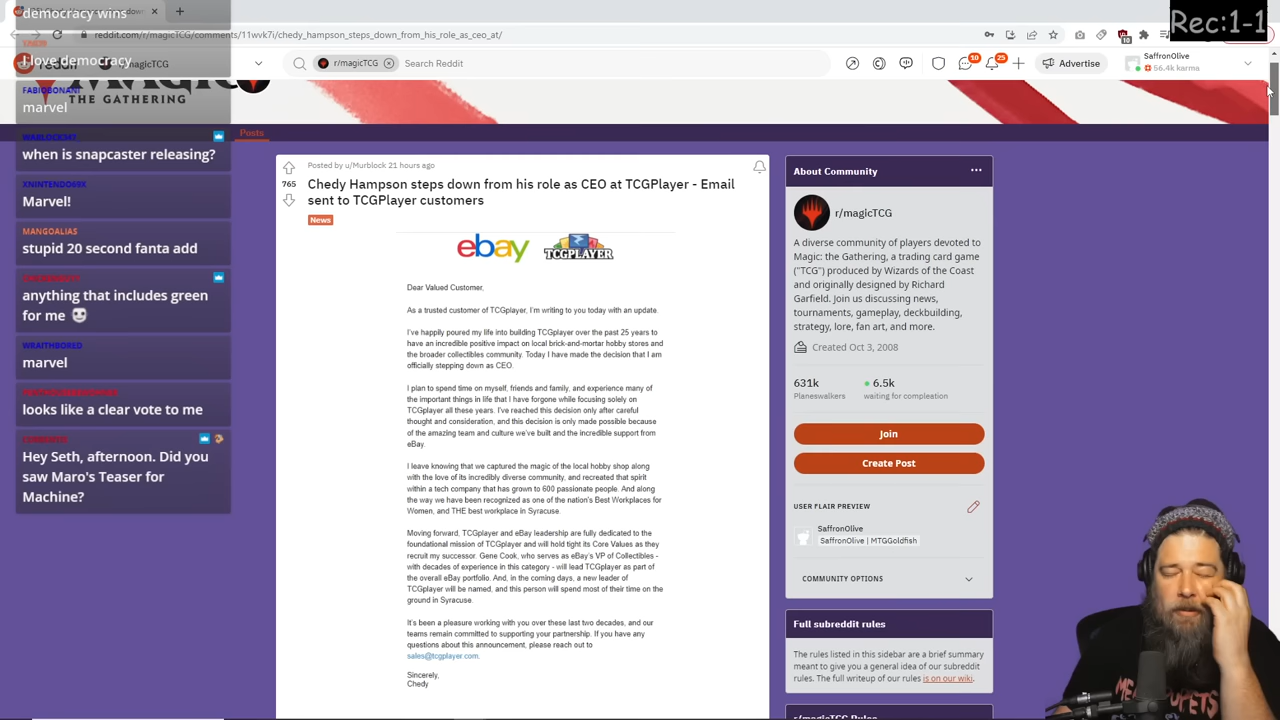 democracy wins
reddit.com/r/magicTCG/comments/11wvk7i/chedy_hampson_steps_down_from_his_role_as_ceo_at/
Rec:1-1
I love democracy
r/magicTCG
Search Reddit
10
25
Advertise
SaffronOlive
56.4k karma
THE GATHERING
FABIOBONANI
marvel
Posts
when is snapcaster releasing?
XNINTENDO69X
Marvel!
MANGOALIAS
stupid 20 second fanta add
anything that includes green
for me
WRAITHBORED
marvel
looks like a clear vote to me
Hey Seth, afternoon. Did you
saw Maro's Teaser for
Machine?
Posted by u/Murblock 21 hours ago
765
Chedy Hampson steps down from his role as CEO at TCGPlayer - Email
sent to TCGPlayer customers
News
ebay TCGPLAYER
Dear Valued Customer,
As a trusted customer of TCGplayer, I'm writing to you today with an update.
I've happily poured my life into building TCGplayer over the past 25 years to
have an incredible positive impact on local brick-and-mortar hobby stores and
the broader collectibles community. Today I have made the decision that I am
officially stepping down as CEO.
I plan to spend time on myself, friends and family, and experience many of
the important things in life that I have forgone while focusing solely on
TCGplayer all these years. I've reached this decision only after careful
thought and consideration, and this decision is only made possible because
of the amazing team and culture we've built and the incredible support from
eBay.
I leave knowing that we captured the magic of the local hobby shop along
with the love of its incredibly diverse community, and recreated that spirit
within a tech company that has grown to 600 passionate people. And along
the way we have been recognized as one of the nation's Best Workplaces for
Women, and THE best workplace in Syracuse.
Moving forward, TCGplayer and eBay leadership are fully dedicated to the
foundational mission of TCGplayer and will hold tight its Core Values as they
recruit my successor. Gene Cook, who serves as eBay's VP of Collectibles -
with decades of experience in this category - will lead TCGplayer as part of
the overall eBay portfolio. And, in the coming days, a new leader of
TCGplayer will be named, and this person will spend most of their time on the
ground in Syracuse.
It's been a pleasure working with you over these last two decades, and our
teams remain committed to supporting your partnership. If you have any
questions about this announcement, please reach out to
sales@tcgplayer.com.
Sincerely,
Chedy
About Community
r/magicTCG
A diverse community of players devoted to
Magic: the Gathering, a trading card game
("TCG") produced by Wizards of the Coast
and originally designed by Richard
Garfield. Join us discussing news,
tournaments, gameplay, deckbuilding,
strategy, lore, fan art, and more.
Created Oct 3, 2008
631k
6.5k
Planeswalkers
waiting for compleation
Join
Create Post
USER FLAIR PREVIEW
SaffronOlive
SaffronOlive | MTGGoldfish
COMMUNITY OPTIONS
Full subreddit rules
The rules listed in this sidebar are a brief summary
meant to give you a general idea of our subreddit
rules. The full writeup of our rules is on our wiki.
r/magicTCG Rules